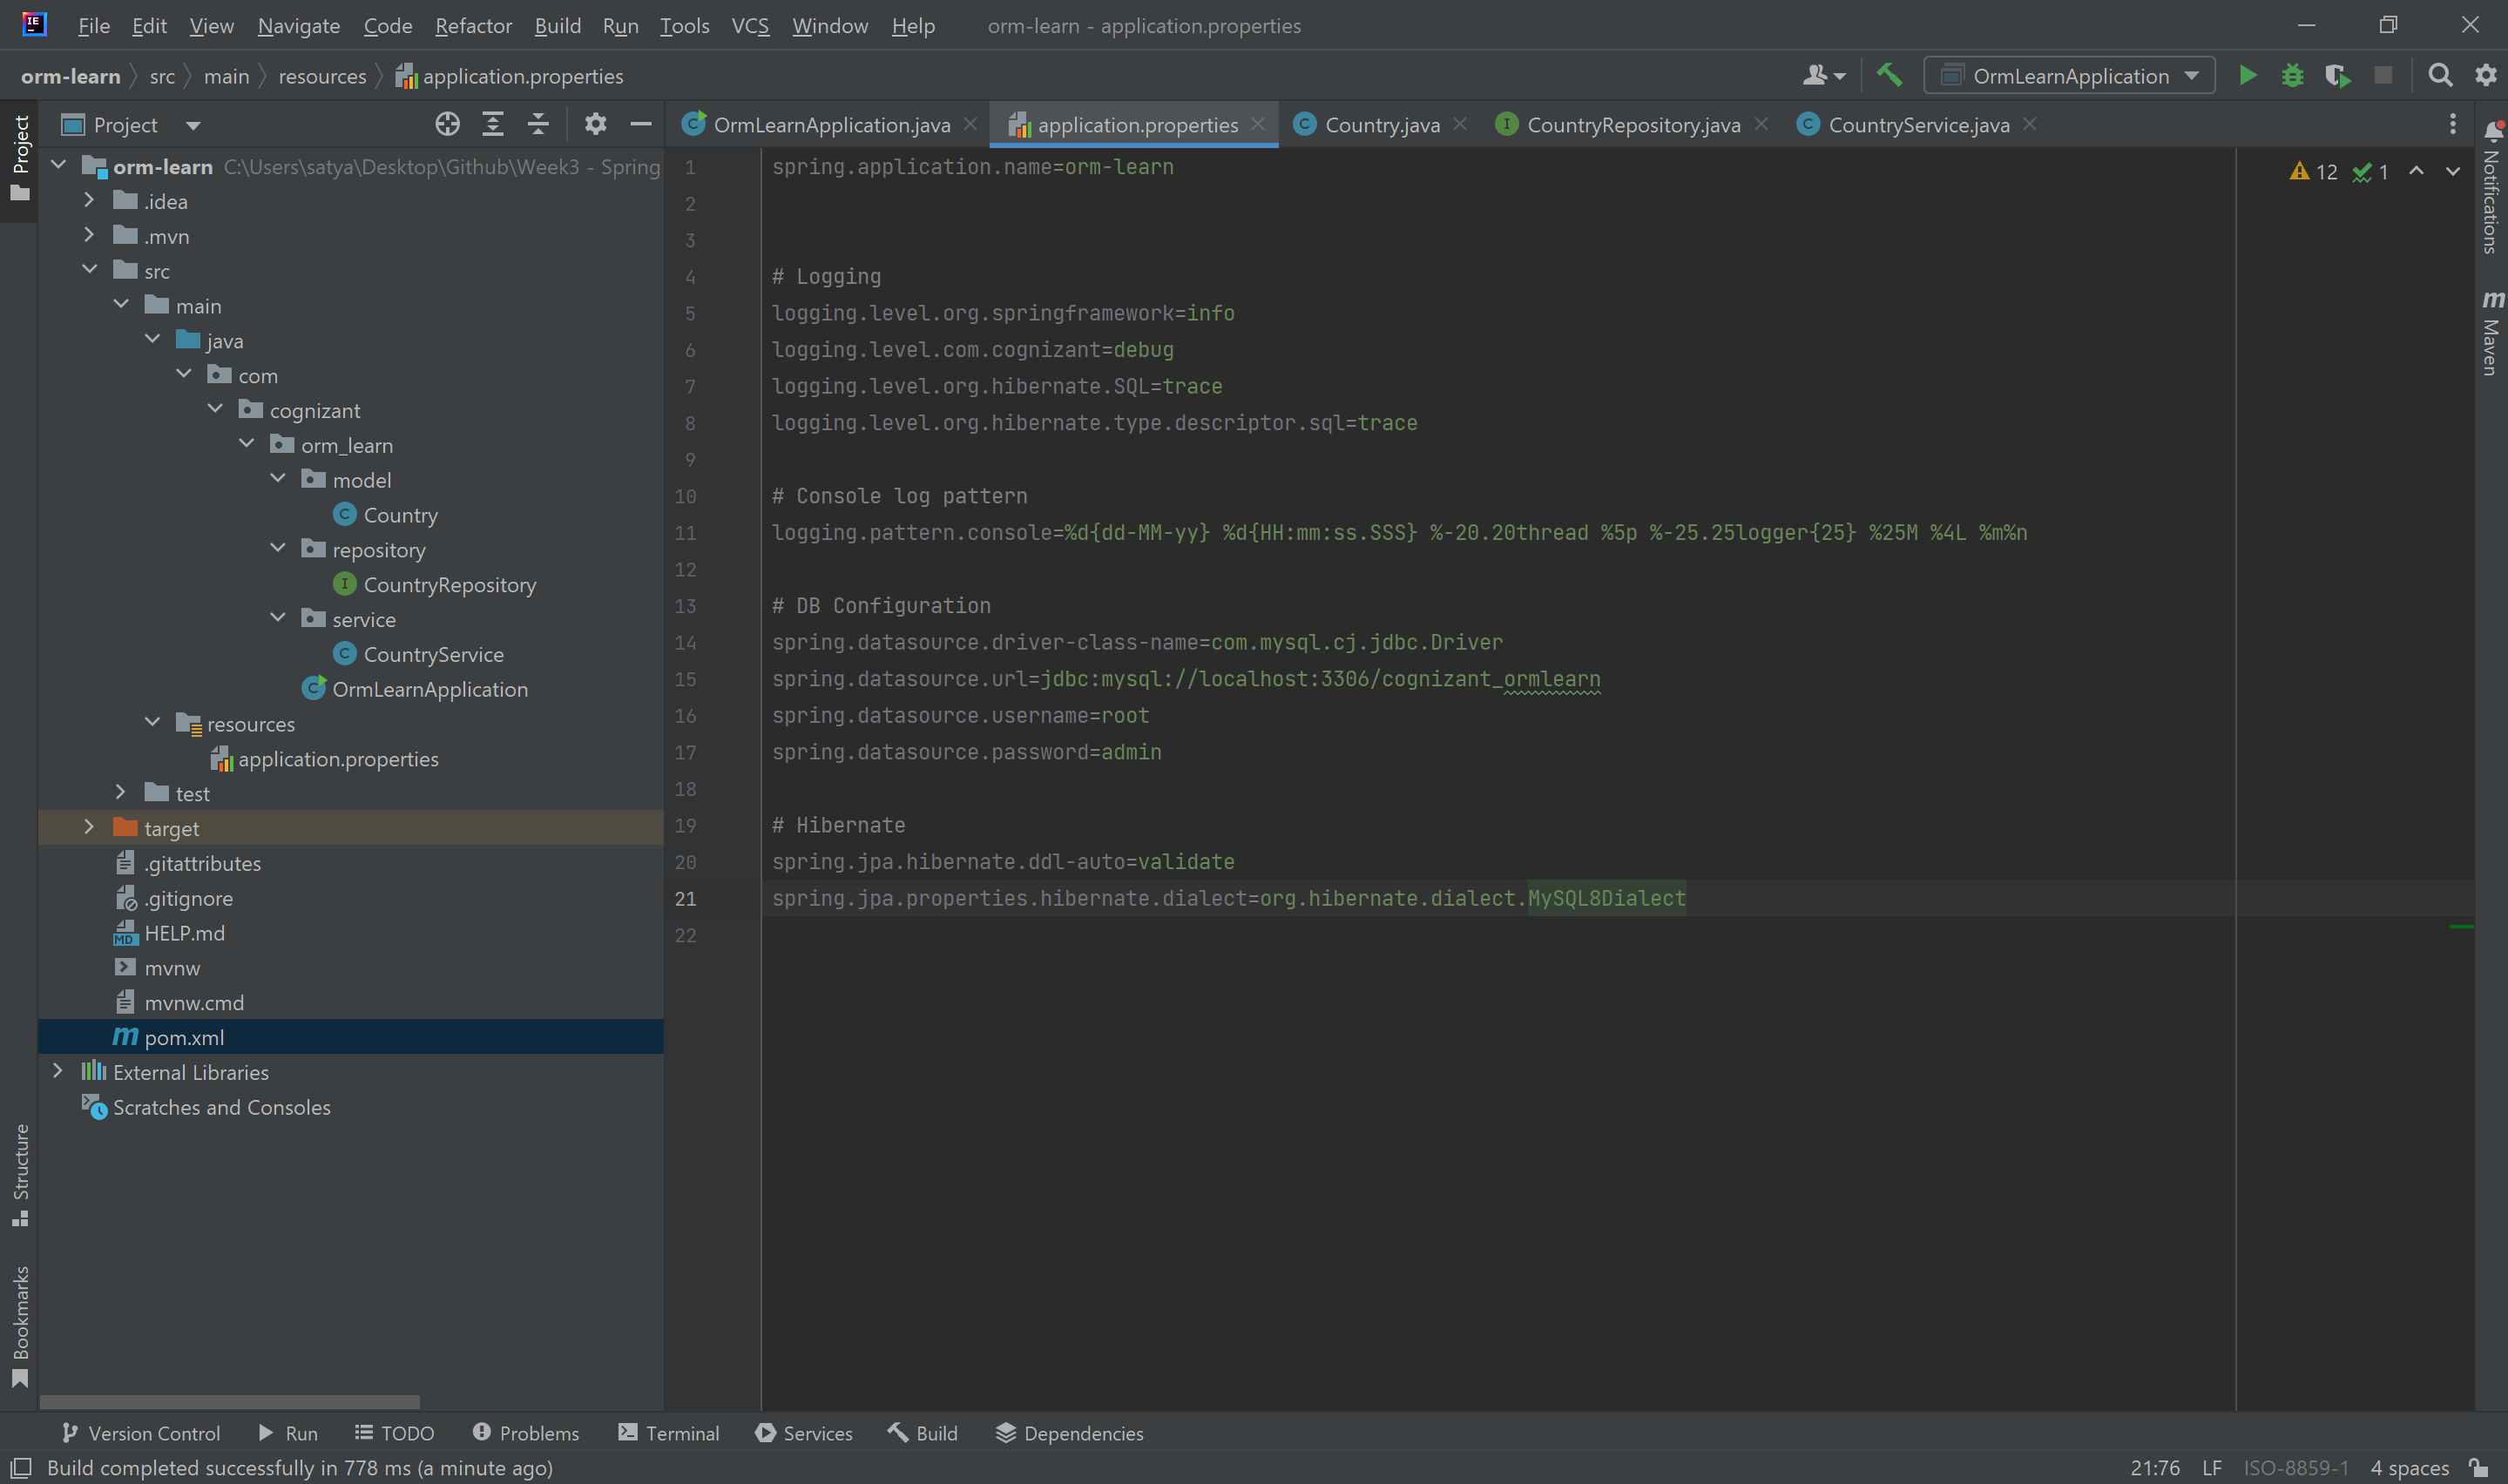 File Edit View Navigate Code Refactor Build Run Tools VCS Window Help orm-learn - application.properties
orm-learn src main resources application.properties OrmLearnApplication
Project OrmLearnApplication.java application.properties Country.java CountryRepository.java CountryService.java
Project
Structure
Bookmarks
orm-learn C:\Users\satya\Desktop\Github\Week3 - Spring
.idea
.mvn
src
main
java
com
cognizant
orm_learn
model
Country
repository
CountryRepository
service
CountryService
OrmLearnApplication
resources
application.properties
test
target
.gitattributes
.gitignore
HELP.md
mvnw
mvnw.cmd
pom.xml
External Libraries
Scratches and Consoles
1 spring.application.name=orm-learn
2
3
4 # Logging
5 logging.level.org.springframework=info
6 logging.level.com.cognizant=debug
7 logging.level.org.hibernate.SQL=trace
8 logging.level.org.hibernate.type.descriptor.sql=trace
9
10 # Console log pattern
11 logging.pattern.console=%d{dd-MM-yy} %d{HH:mm:ss.SSS} %-20.20thread %5p %-25.25logger{25} %25M %4L %m%n
12
13 # DB Configuration
14 spring.datasource.driver-class-name=com.mysql.cj.jdbc.Driver
15 spring.datasource.url=jdbc:mysql://localhost:3306/cognizant_ormlearn
16 spring.datasource.username=root
17 spring.datasource.password=admin
18
19 # Hibernate
20 spring.jpa.hibernate.ddl-auto=validate
21 spring.jpa.properties.hibernate.dialect=org.hibernate.dialect.MySQL8Dialect
22
12 1
Notifications
Maven
Version Control Run TODO Problems Terminal Services Build Dependencies
Build completed successfully in 778 ms (a minute ago) 21:76 LF ISO-8859-1 4 spaces